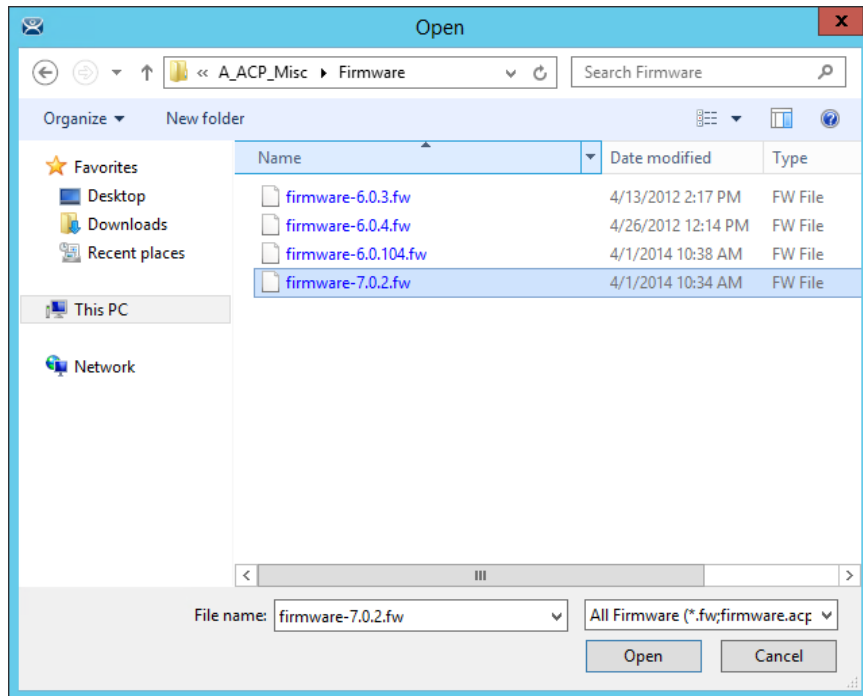 Open
x
« A_ACP_Misc Firmware
Search Firmware
Organize New folder
Favorites
Desktop
Downloads
Recent places
This PC
Network
Name Date modified Type
firmware-6.0.3.fw 4/13/2012 2:17 PM FW File
firmware-6.0.4.fw 4/26/2012 12:14 PM FW File
firmware-6.0.104.fw 4/1/2014 10:38 AM FW File
firmware-7.0.2.fw 4/1/2014 10:34 AM FW File
File name: firmware-7.0.2.fw All Firmware (*.fw;firmware.acp
Open Cancel